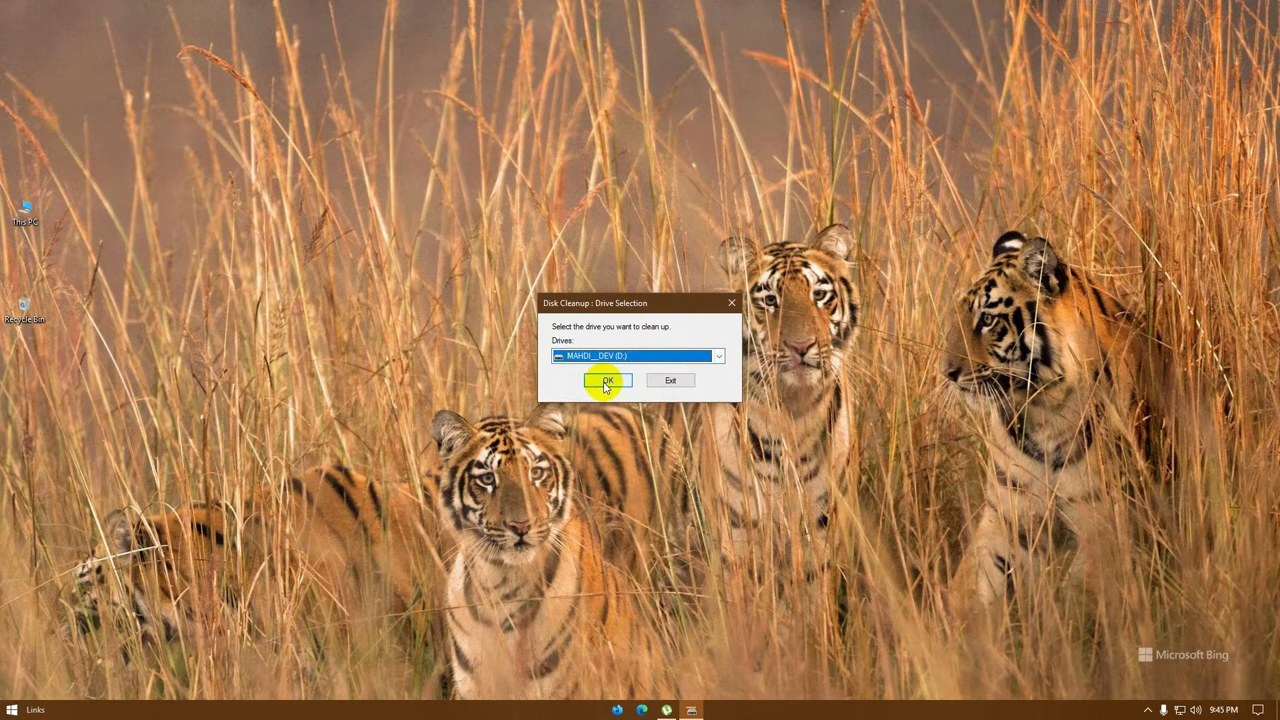 This PC
Recycle Bin
Disk Cleanup : Drive Selection
Select the drive you want to clean up.
Drives:
MAHDI__DEV (D:)
OK
Exit
Microsoft Bing
Links
9:45 PM